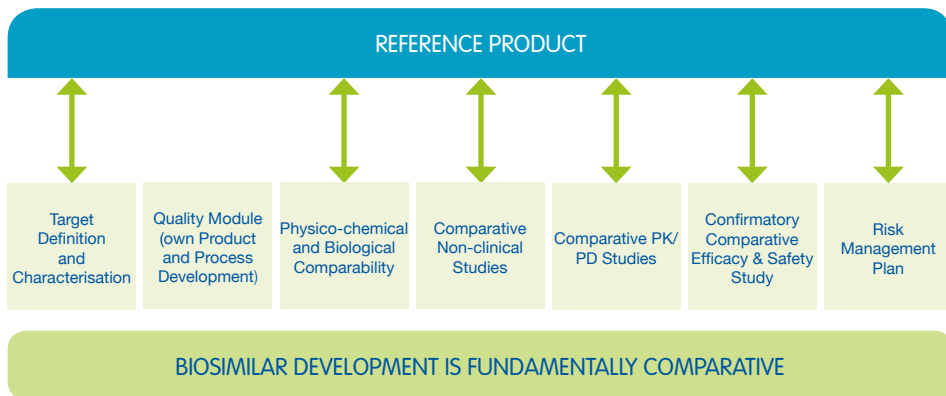 REFERENCE PRODUCT
Target
Definition
and
Characterisation
Quality Module
(own Product
and Process
Development)
Physico-chemical
and Biological
Comparability
Comparative
Non-clinical
Studies
Comparative PK/
PD Studies
Confirmatory
Comparative
Efficacy & Safety
Study
Risk
Management
Plan
BIOSIMILAR DEVELOPMENT IS FUNDAMENTALLY COMPARATIVE